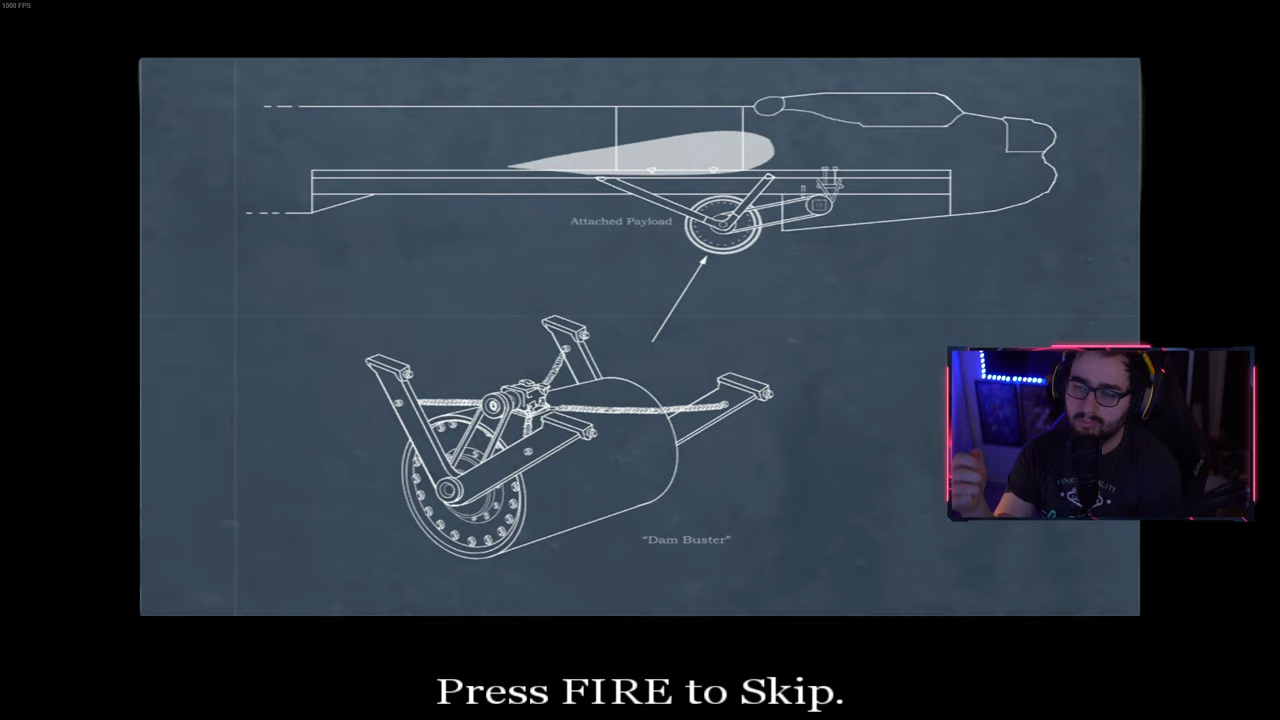 1000 FPS
Attached Payload
"Dam Buster"
Press FIRE to Skip.